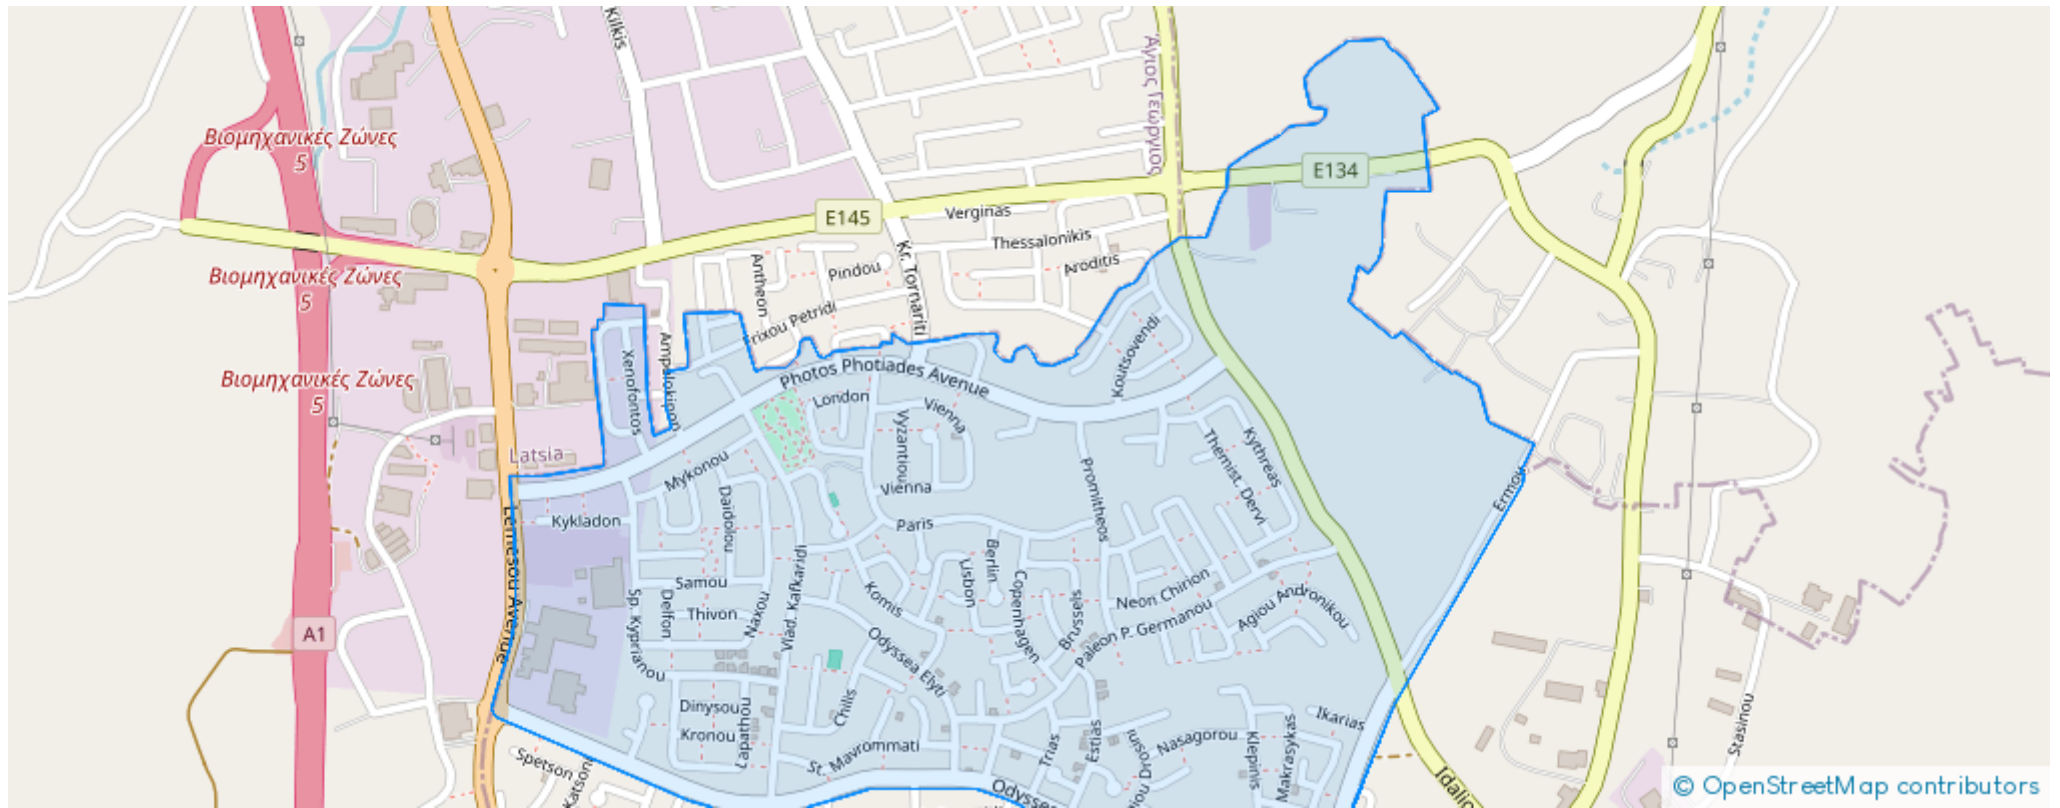 Kilkis
Άγιος Γεώργιος
Βιομηχανικές Ζώνες
5
E134
E145
Verginas
Thessalonikis
Aroditis
Pindou
Antheon
Kr. Tornariti
Frixou Petridi
Βιομηχανικές Ζώνες
5
Βιομηχανικές Ζώνες
5
Xenofontos
Ampelokipon
Koutsovendi
Photos Photiades Avenue
London
Vienna
Vyzantiou
Vienna
Kythreas
Themist. Dervi
Latsia
Mykonou
Daidolou
Kykladon
Paris
Promitheos
Ermou
Lemesou Avenue
Berlin
Lisbon
Copenhagen
Brussels
Samou
Thivon
Delfon
Naxou
Sp. Kyprianou
Vlad. Kafkaridi
Komis
Odyssea Elyti
Neon Chirion
Paleon P. Germanou
Agiou Andronikou
A1
Dinysou
Kronou
Lapathou
Chilis
St. Mavrommati
Trias
Estias
Nasagorou
Klepinis
Makrasykas
Ikarias
Spetson
Stasinou
© OpenStreetMap contributors